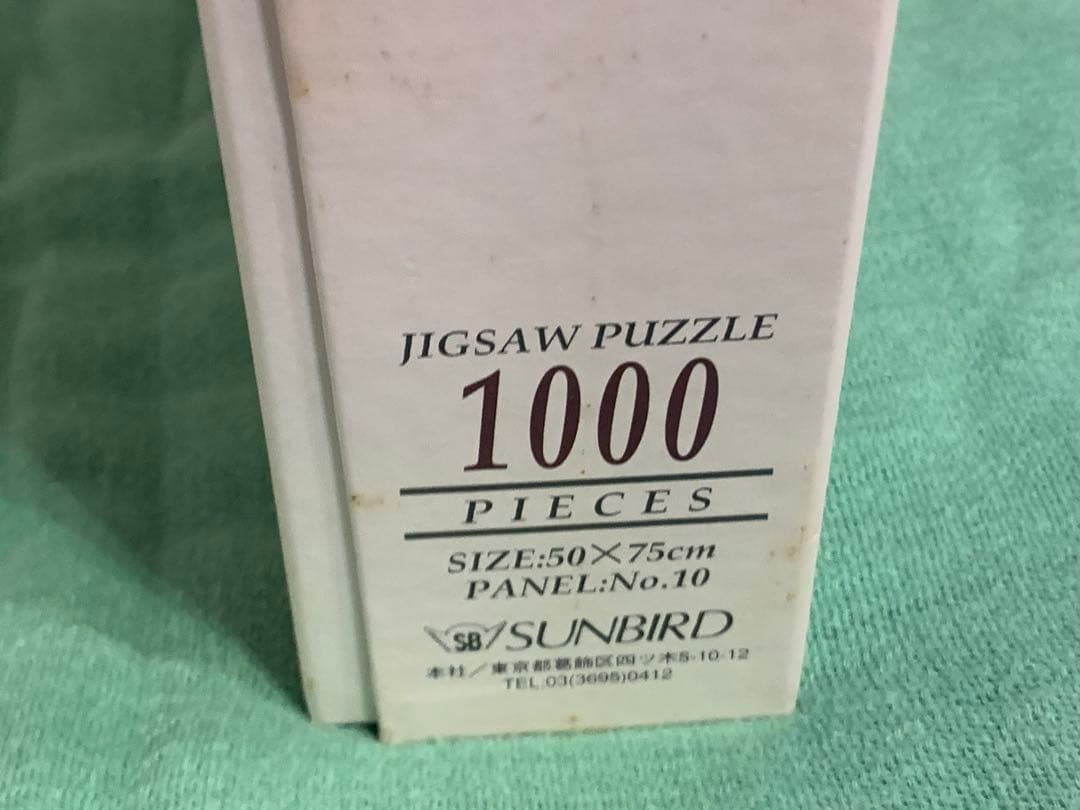 JIGSAW PUZZLE
1000
PIECES
SIZE:50×75cm
PANEL:No.10
SB SUNBIRD
本社／東京都葛飾区四ツ木5-10-12
TEL.03(3695)0412